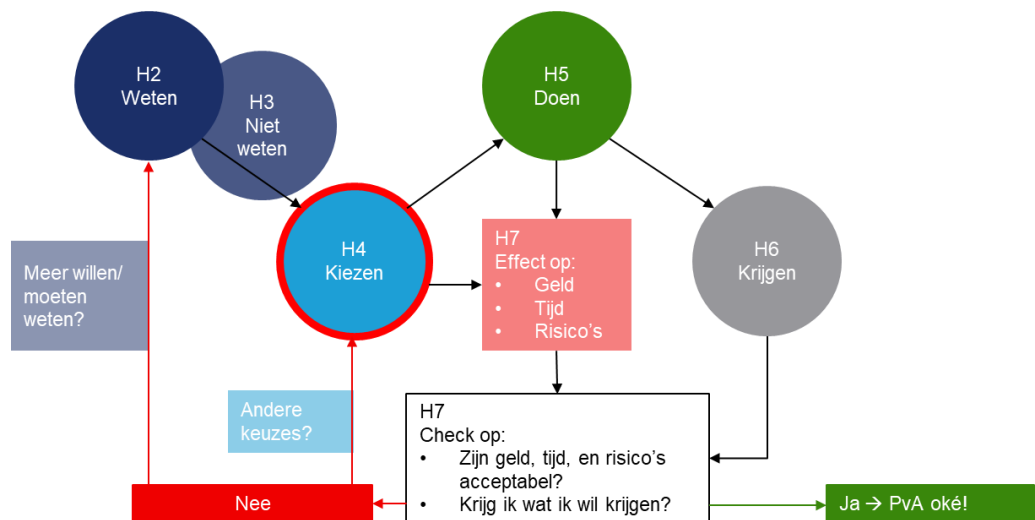 H2
Weten
H3
Niet
weten
H5
Doen
H4
Kiezen
H7
Effect op:
• Geld
• Tijd
• Risico's
H6
Krijgen
Meer willen/
moeten
weten?
Andere
keuzes?
H7
Check op:
• Zijn geld, tijd, en risico's
acceptabel?
• Krijg ik wat ik wil krijgen?
Nee
Ja → PvA oké!